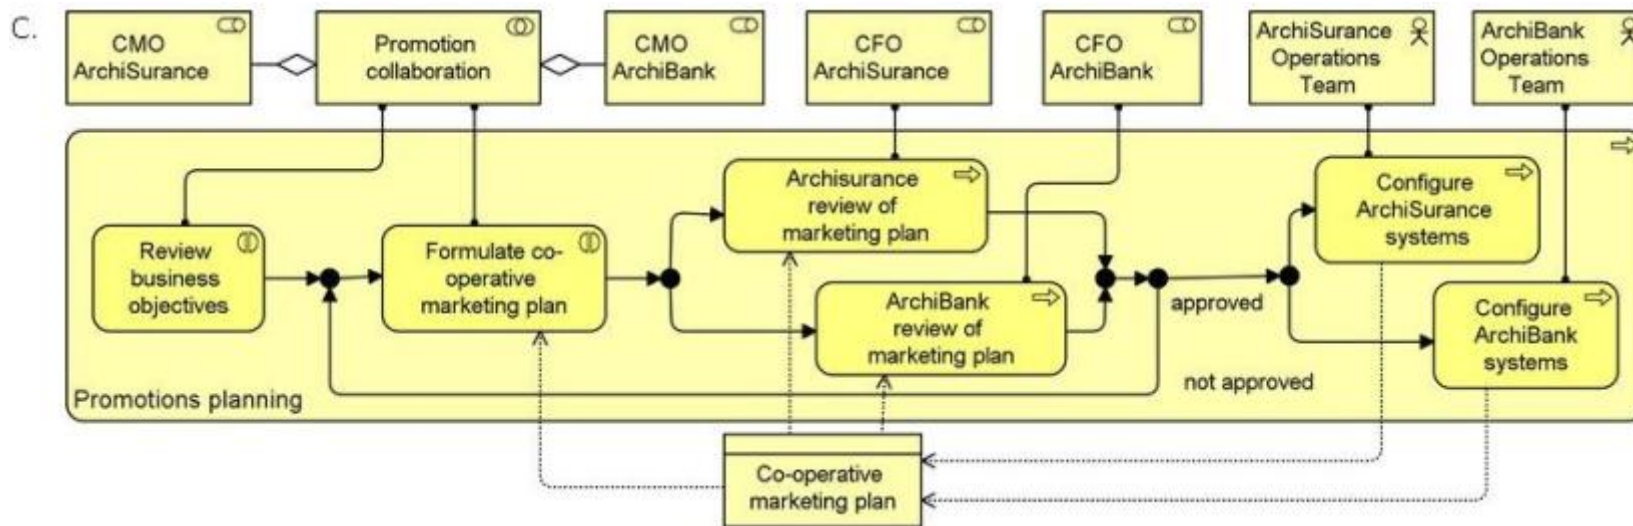 C.
CMO
ArchiSurance
Promotion
collaboration
CMO
ArchiBank
CFO
ArchiSurance
CFO
ArchiBank
ArchiSurance
Operations
Team
ArchiBank
Operations
Team
Review
business
objectives
Formulate co-
operative
marketing plan
Archisurance
review of
marketing plan
ArchiBank
review of
marketing plan
approved
not approved
Configure
ArchiSurance
systems
Configure
ArchiBank
systems
Promotions planning
Co-operative
marketing plan